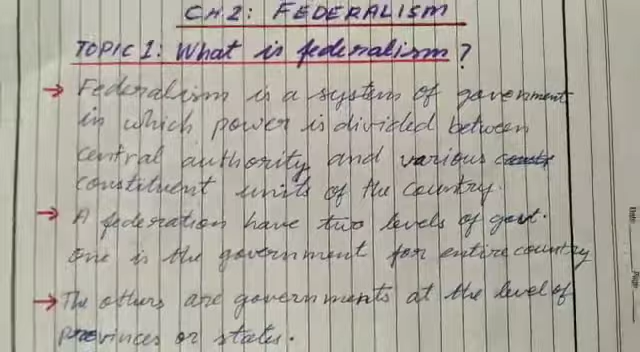 CH 2: FEDERALISM
TOPIC 1: What is federalism?
→ Federalism is a system of government
in which power is divided between
central authority and various
constituent units of the country.
→ A federation have two levels of govt.
One is the government for entire country
→ The others are governments at the level of
provinces or states.
Date
Page